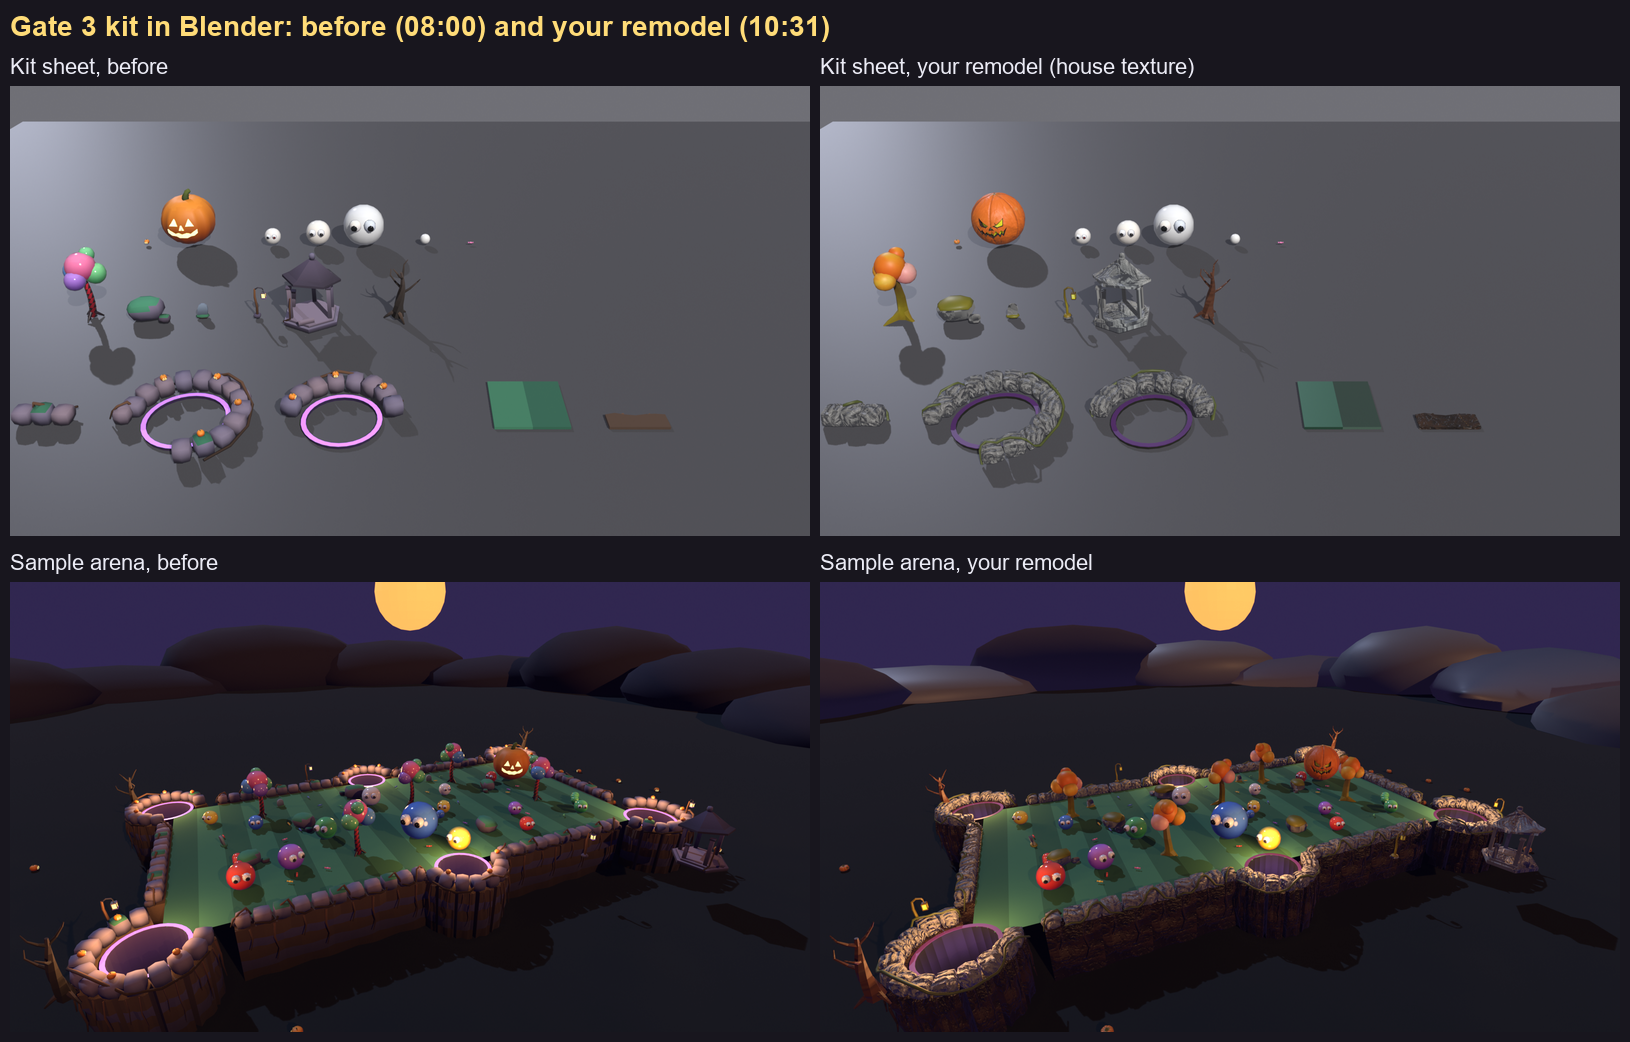 Gate 3 kit in Blender: before (08:00) and your remodel (10:31)
Kit sheet, before
Kit sheet, your remodel (house texture)
Sample arena, before
Sample arena, your remodel